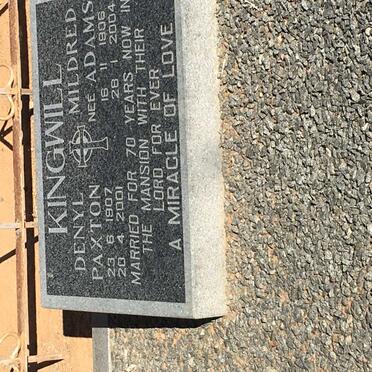 KINGWILL
DENYL MILDRED
PAXTON NEE ADAMS
23 6 1907 16 11 1906
20 4 2001 28 1 2004
MARRIED FOR 70 YEARS NOW IN
THE MANSION WITH THEIR
LORD FOR EVER
A MIRACLE OF LOVE